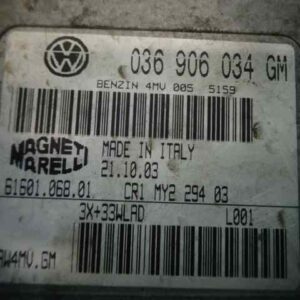 036 906 034 GM
BENZIN 4MV 005 5159
MAGNETI
MARELLI
MADE IN ITALY
21.10.03
61601.068.01 CR1 MY2 294 03
3X+33WLAD L001
W4MV.GM